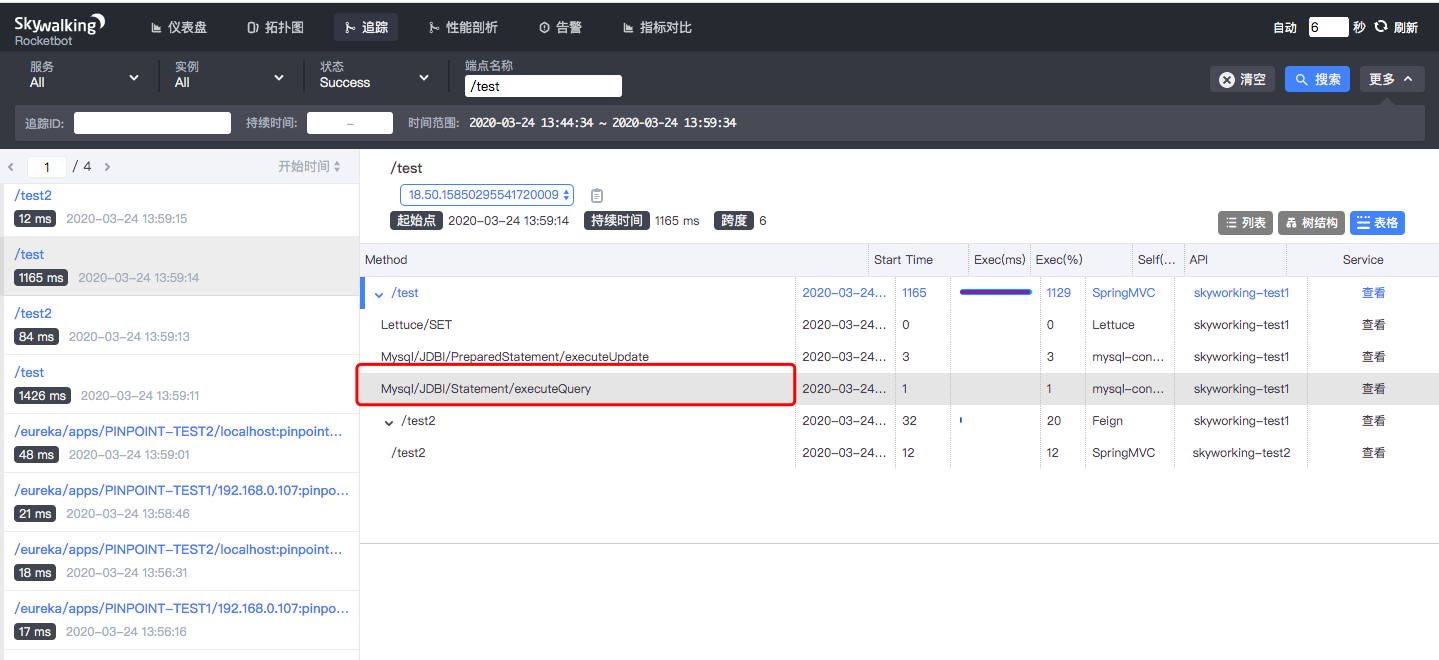 Skywalking
Rocketbot
仪表盘 拓扑图 追踪 性能剖析 告警 指标对比 自动 6 秒 刷新
服务 实例 状态 端点名称
All All Success /test 清空 搜索 更多
追踪ID: 持续时间: – 时间范围: 2020-03-24 13:44:34 ~ 2020-03-24 13:59:34
1 / 4 开始时间
/test2
12 ms 2020-03-24 13:59:15
/test
1165 ms 2020-03-24 13:59:14
/test2
84 ms 2020-03-24 13:59:13
/test
1426 ms 2020-03-24 13:59:11
/eureka/apps/PINPOINT-TEST2/localhost:pinpoint...
48 ms 2020-03-24 13:59:01
/eureka/apps/PINPOINT-TEST1/192.168.0.107:pinpo...
21 ms 2020-03-24 13:58:46
/eureka/apps/PINPOINT-TEST2/localhost:pinpoint...
18 ms 2020-03-24 13:56:31
/eureka/apps/PINPOINT-TEST1/192.168.0.107:pinpo...
17 ms 2020-03-24 13:56:16
/test
18.50.15850295541720009
起始点 2020-03-24 13:59:14 持续时间 1165 ms 跨度 6
列表 树结构 表格
Method Start Time Exec(ms) Exec(%) Self(... API Service
/test 2020-03-24... 1165 1129 SpringMVC skyworking-test1 查看
Lettuce/SET 2020-03-24... 0 0 Lettuce skyworking-test1 查看
Mysql/JDBI/PreparedStatement/executeUpdate 2020-03-24... 3 3 mysql-con... skyworking-test1 查看
Mysql/JDBI/Statement/executeQuery 2020-03-24... 1 1 mysql-con... skyworking-test1 查看
/test2 2020-03-24... 32 20 Feign skyworking-test1 查看
/test2 2020-03-24... 12 12 SpringMVC skyworking-test2 查看